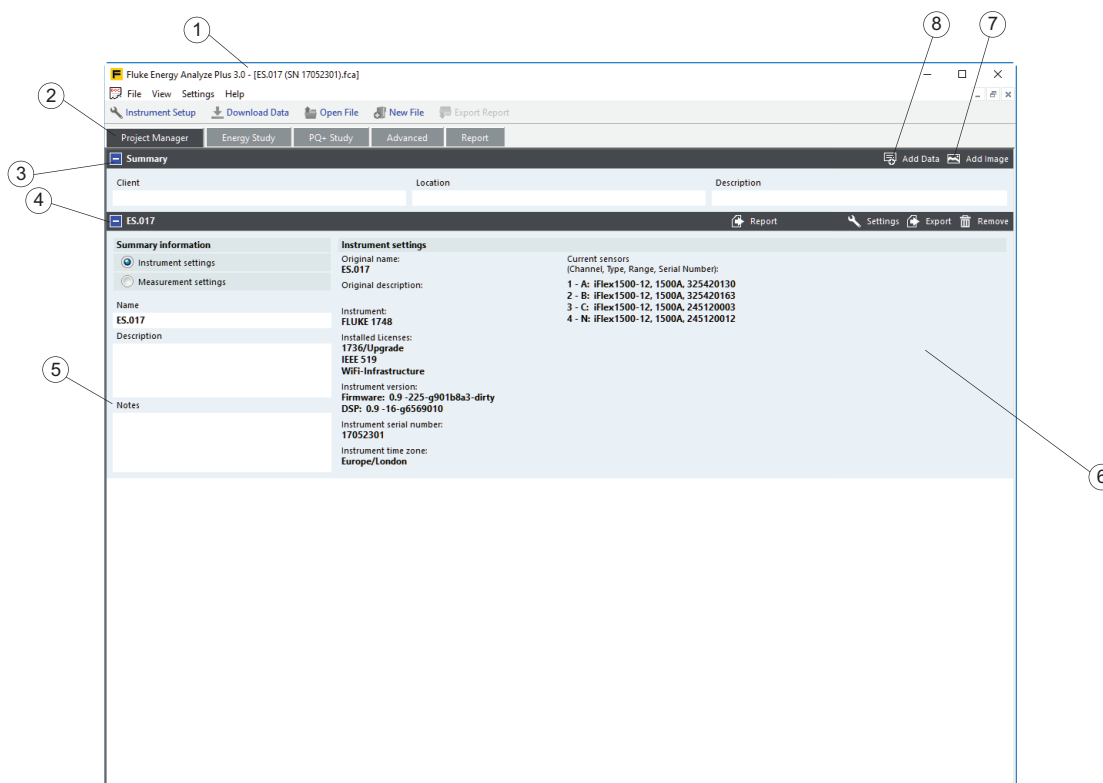 1
8
7
Fluke Energy Analyze Plus 3.0 - [ES.017 (SN 17052301).fca]
2
File View Settings Help
Instrument Setup Download Data Open File New File Export Report
Project Manager Energy Study PQ+ Study Advanced Report
3
Summary Add Data Add Image
Client Location Description
4
ES.017 Report Settings Export Remove
Summary information
Instrument settings
Measurement settings
Name
ES.017
Description
5
Notes
Instrument settings
Original name:
ES.017
Original description:
Instrument:
FLUKE 1748
Installed Licenses:
1736/Upgrade
IEEE 519
WiFi-Infrastructure
Instrument version:
Firmware: 0.9 -225-g901b8a3-dirty
DSP: 0.9 -16-g6569010
Instrument serial number:
17052301
Instrument time zone:
Europe/London
Current sensors
(Channel, Type, Range, Serial Number):
1 - A: iFlex1500-12, 1500A, 325420130
2 - B: iFlex1500-12, 1500A, 325420163
3 - C: iFlex1500-12, 1500A, 245120003
4 - N: iFlex1500-12, 1500A, 245120012
6